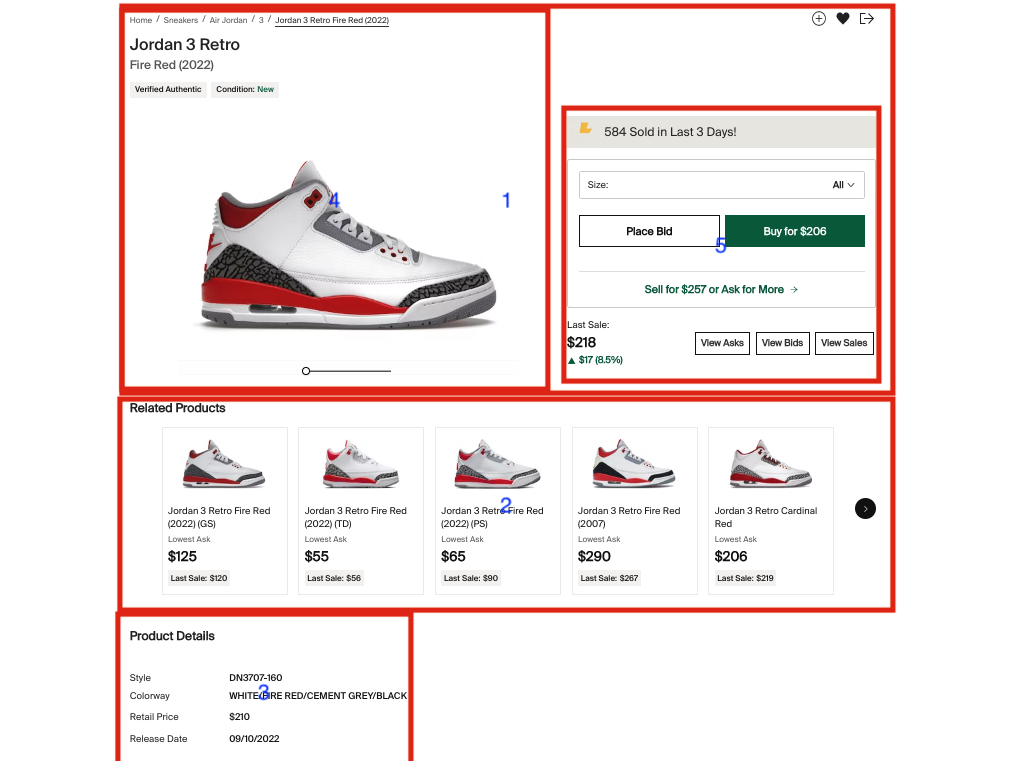 Home / Sneakers / Air Jordan / 3 / Jordan 3 Retro Fire Red (2022)
Jordan 3 Retro
Fire Red (2022)
Verified Authentic Condition: New
4
1
584 Sold in Last 3 Days!
Size: All
Place Bid Buy for $206
5
Sell for $257 or Ask for More →
Last Sale:
$218
▲ $17 (8.5%)
View Asks View Bids View Sales
Related Products
Jordan 3 Retro Fire Red
(2022) (GS)
Lowest Ask
$125
Last Sale: $120
Jordan 3 Retro Fire Red
(2022) (TD)
Lowest Ask
$55
Last Sale: $56
2
Jordan 3 Retro Fire Red
(2022) (PS)
Lowest Ask
$65
Last Sale: $90
Jordan 3 Retro Fire Red
(2007)
Lowest Ask
$290
Last Sale: $267
Jordan 3 Retro Cardinal
Red
Lowest Ask
$206
Last Sale: $219
Product Details
Style DN3707-160
3
Colorway WHITE/FIRE RED/CEMENT GREY/BLACK
Retail Price $210
Release Date 09/10/2022